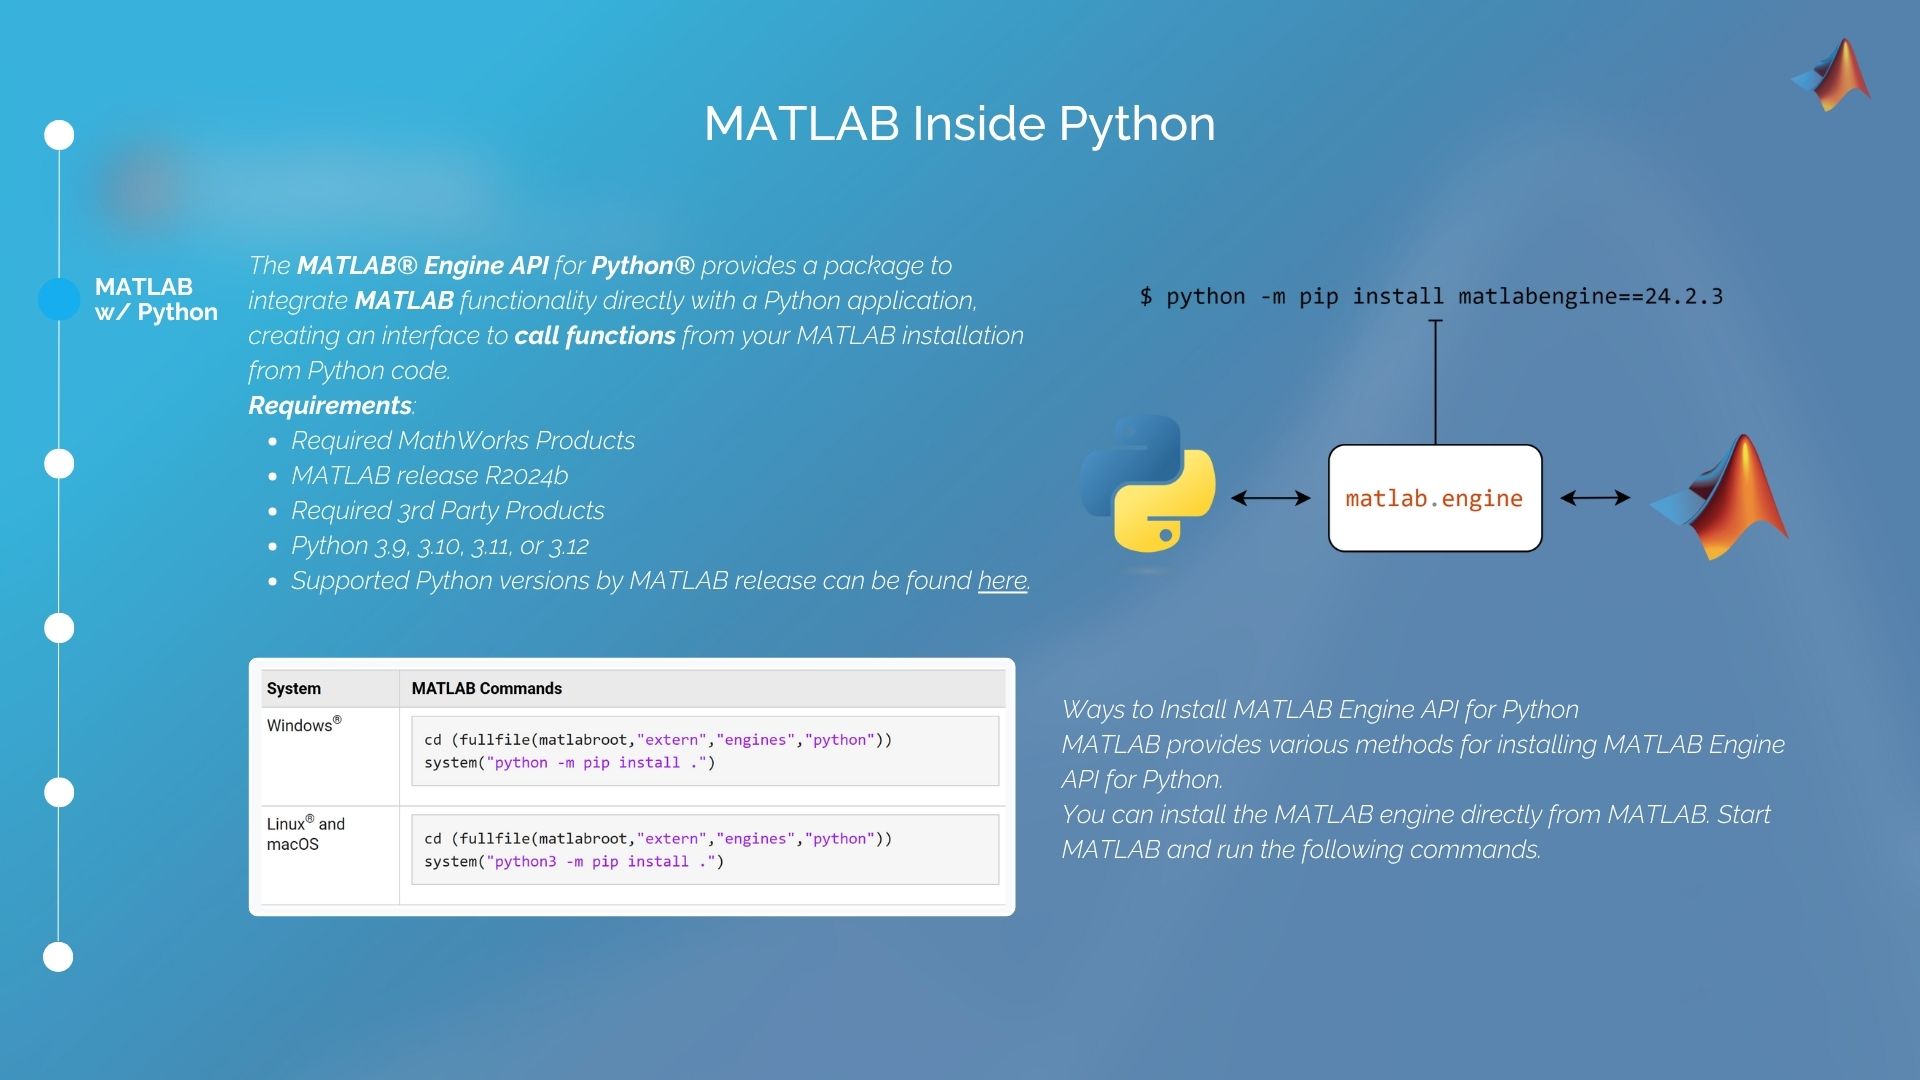 MATLAB Inside Python
MATLAB
w/ Python
The MATLAB® Engine API for Python® provides a package to
integrate MATLAB functionality directly with a Python application,
creating an interface to call functions from your MATLAB installation
from Python code.
Requirements:
• Required MathWorks Products
• MATLAB release R2024b
• Required 3rd Party Products
• Python 3.9, 3.10, 3.11, or 3.12
• Supported Python versions by MATLAB release can be found here.
$ python -m pip install matlabengine==24.2.3
matlab.engine
System MATLAB Commands
Windows®
cd (fullfile(matlabroot,"extern","engines","python"))
system("python -m pip install .")
Linux® and
macOS
cd (fullfile(matlabroot,"extern","engines","python"))
system("python3 -m pip install .")
Ways to Install MATLAB Engine API for Python
MATLAB provides various methods for installing MATLAB Engine
API for Python.
You can install the MATLAB engine directly from MATLAB. Start
MATLAB and run the following commands.